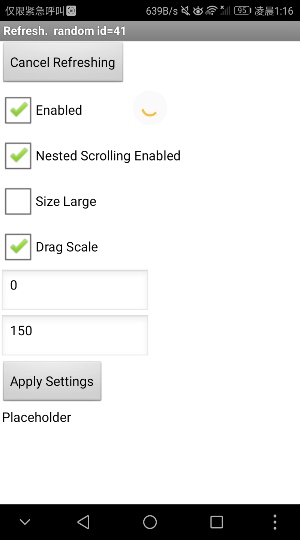 仅限紧急呼叫 639B/s 95 凌晨1:16
Refresh. random id=41
Cancel Refreshing
Enabled
Nested Scrolling Enabled
Size Large
Drag Scale
0
150
Apply Settings
Placeholder